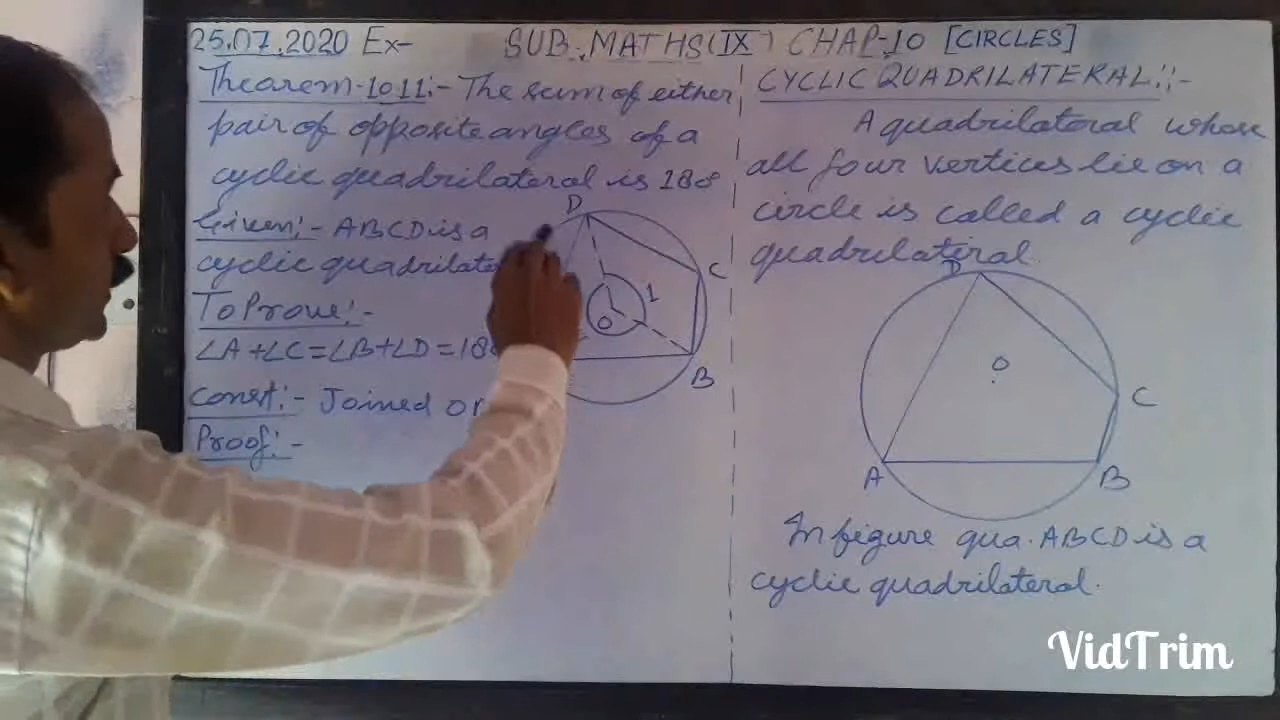 25.07.2020 Ex- SUB. MATHS (IX) CHAP-10 [CIRCLES]
Thearem-10.11:- The sum of either
pair of opposite angles of a
cyclic quadrilateral is 180
Given:- ABCD is a
cyclic
To Prove:-
∠A+∠C=∠B+∠D=
Const:- Joined
Proof:-
D
C
1
O
B
CYCLIC QUADRILATERAL::-
A quadrilateral whose
all four vertices lie on a
circle is called a cyclic
quadrilateral.
D
O
C
A
B
In figure qua. ABCD is a
cyclic quadrilateral.
VidTrim